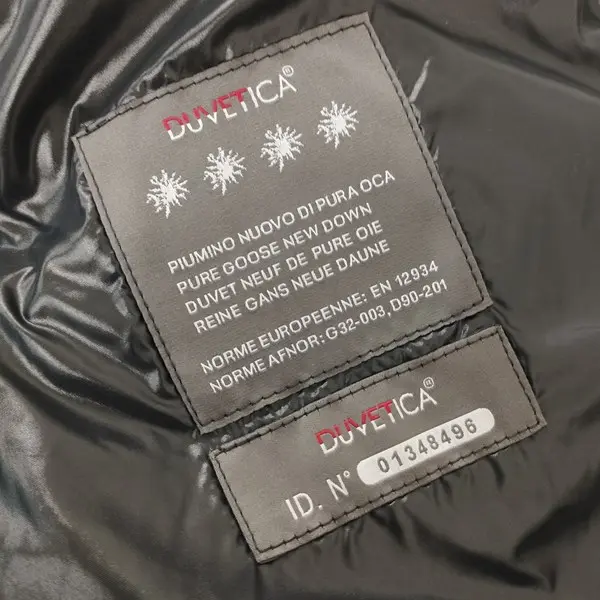 DUVETICA®
PIUMINO NUOVO DI PURA OCA
PURE GOOSE NEW DOWN
DUVET NEUF DE PURE OIE
REINE GANS NEUE DAUNE
NORME EUROPEENNE: EN 12934
NORME AFNOR: G32-003, D90-201
DUVETICA®
ID. N° 01348496